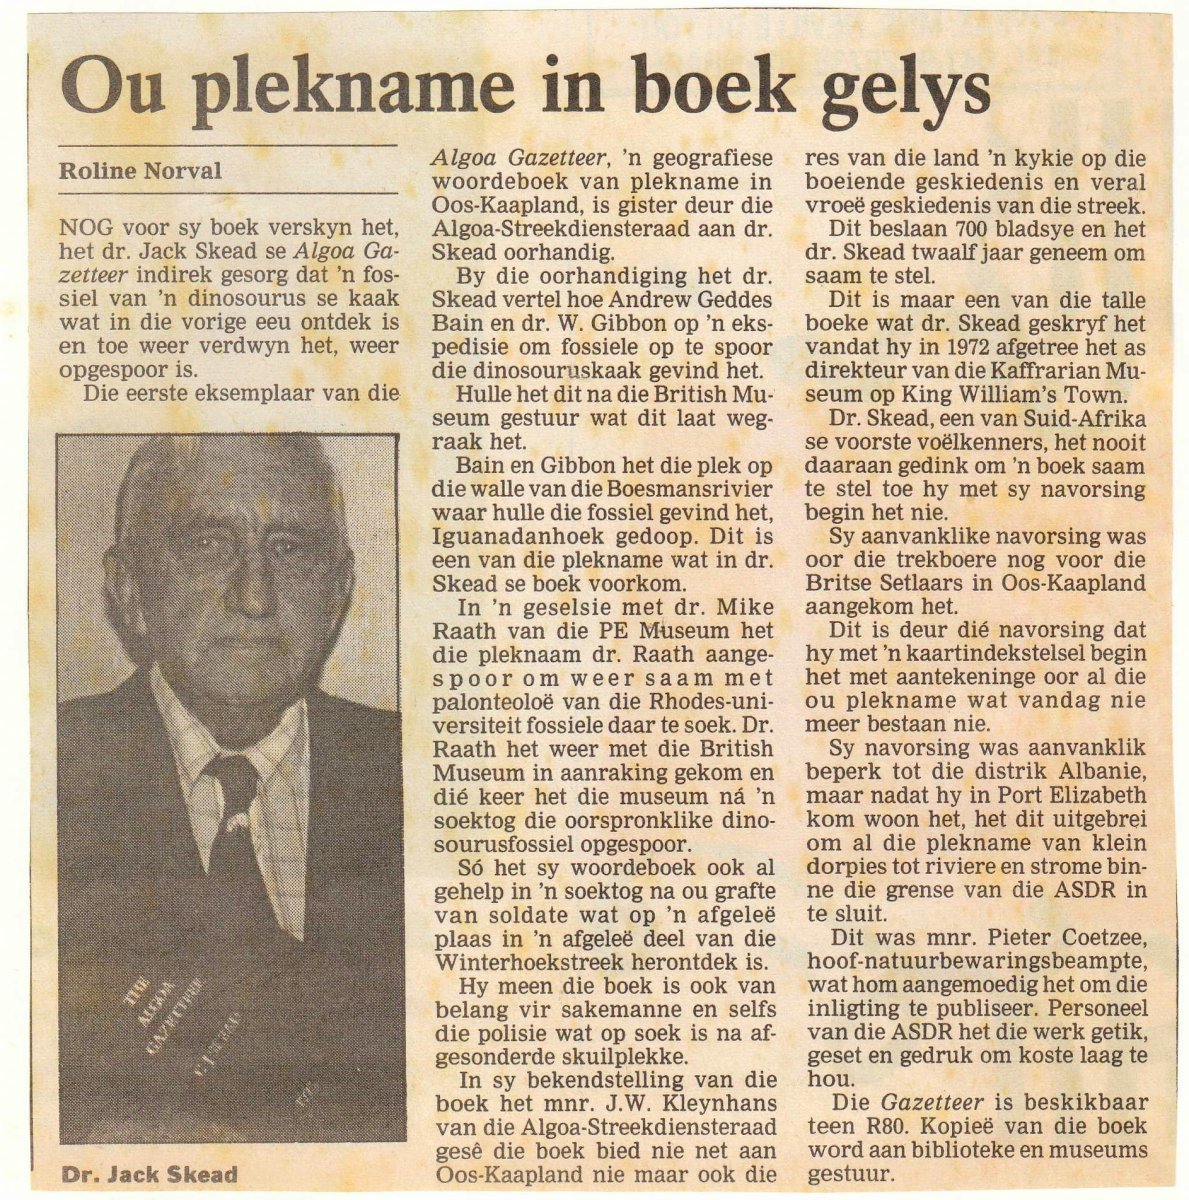 Ou plekname in boek gelys
Roline Norval
NOG voor sy boek verskyn het,
het dr. Jack Skead se Algoa Ga-
zetteer indirek gesorg dat 'n fos-
siel van 'n dinosourus se kaak
wat in die vorige eeu ontdek is
en toe weer verdwyn het, weer
opgespoor is.
Die eerste eksemplaar van die
THE
ALGOA
GAZETTEER
Dr. Jack Skead
Algoa Gazetteer, 'n geografiese
woordeboek van plekname in
Oos-Kaapland, is gister deur die
Algoa-Streekdiensteraad aan dr.
Skead oorhandig.
By die oorhandiging het dr.
Skead vertel hoe Andrew Geddes
Bain en dr. W. Gibbon op 'n eks-
pedisie om fossiele op te spoor
die dinosouruskaak gevind het.
Hulle het dit na die British Mu-
seum gestuur wat dit laat weg-
raak het.
Bain en Gibbon het die plek op
die walle van die Boesmansrivier
waar hulle die fossiel gevind het,
Iguanadanhoek gedoop. Dit is
een van die plekname wat in dr.
Skead se boek voorkom.
In 'n geselsie met dr. Mike
Raath van die PE Museum het
die pleknaam dr. Raath aange-
spoor om weer saam met
palonteoloë van die Rhodes-uni-
versiteit fossiele daar te soek. Dr.
Raath het weer met die British
Museum in aanraking gekom en
dié keer het die museum ná 'n
soektog die oorspronklike dino-
sourusfossiel opgespoor.
Só het sy woordeboek ook al
gehelp in 'n soektog na ou grafte
van soldate wat op 'n afgeleë
plaas in 'n afgeleë deel van die
Winterhoekstreek herontdek is.
Hy meen die boek is ook van
belang vir sakemanne en selfs
die polisie wat op soek is na af-
gesonderde skuilplekke.
In sy bekendstelling van die
boek het mnr. J.W. Kleynhans
van die Algoa-Streekdiensteraad
gesê die boek bied nie net aan
Oos-Kaapland nie maar ook die
res van die land 'n kykie op die
boeiende geskiedenis en veral
vroeë geskiedenis van die streek.
Dit beslaan 700 bladsye en het
dr. Skead twaalf jaar geneem om
saam te stel.
Dit is maar een van die talle
boeke wat dr. Skead geskryf het
vandat hy in 1972 afgetree het as
direkteur van die Kaffrarian Mu-
seum op King William's Town.
Dr. Skead, een van Suid-Afrika
se voorste voëlkenners, het nooit
daaraan gedink om 'n boek saam
te stel toe hy met sy navorsing
begin het nie.
Sy aanvanklike navorsing was
oor die trekboere nog voor die
Britse Setlaars in Oos-Kaapland
aangekom het.
Dit is deur dié navorsing dat
hy met 'n kaartindekstelsel begin
het met aantekeninge oor al die
ou plekname wat vandag nie
meer bestaan nie.
Sy navorsing was aanvanklik
beperk tot die distrik Albanie,
maar nadat hy in Port Elizabeth
kom woon het, het dit uitgebrei
om al die plekname van klein
dorpies tot riviere en strome bin-
ne die grense van die ASDR in
te sluit.
Dit was mnr. Pieter Coetzee,
hoof-natuurbewaringsbeampte,
wat hom aangemoedig het om die
inligting te publiseer. Personeel
van die ASDR het die werk getik,
geset en gedruk om koste laag te
hou.
Die Gazetteer is beskikbaar
teen R80. Kopieë van die boek
word aan biblioteke en museums
gestuur.